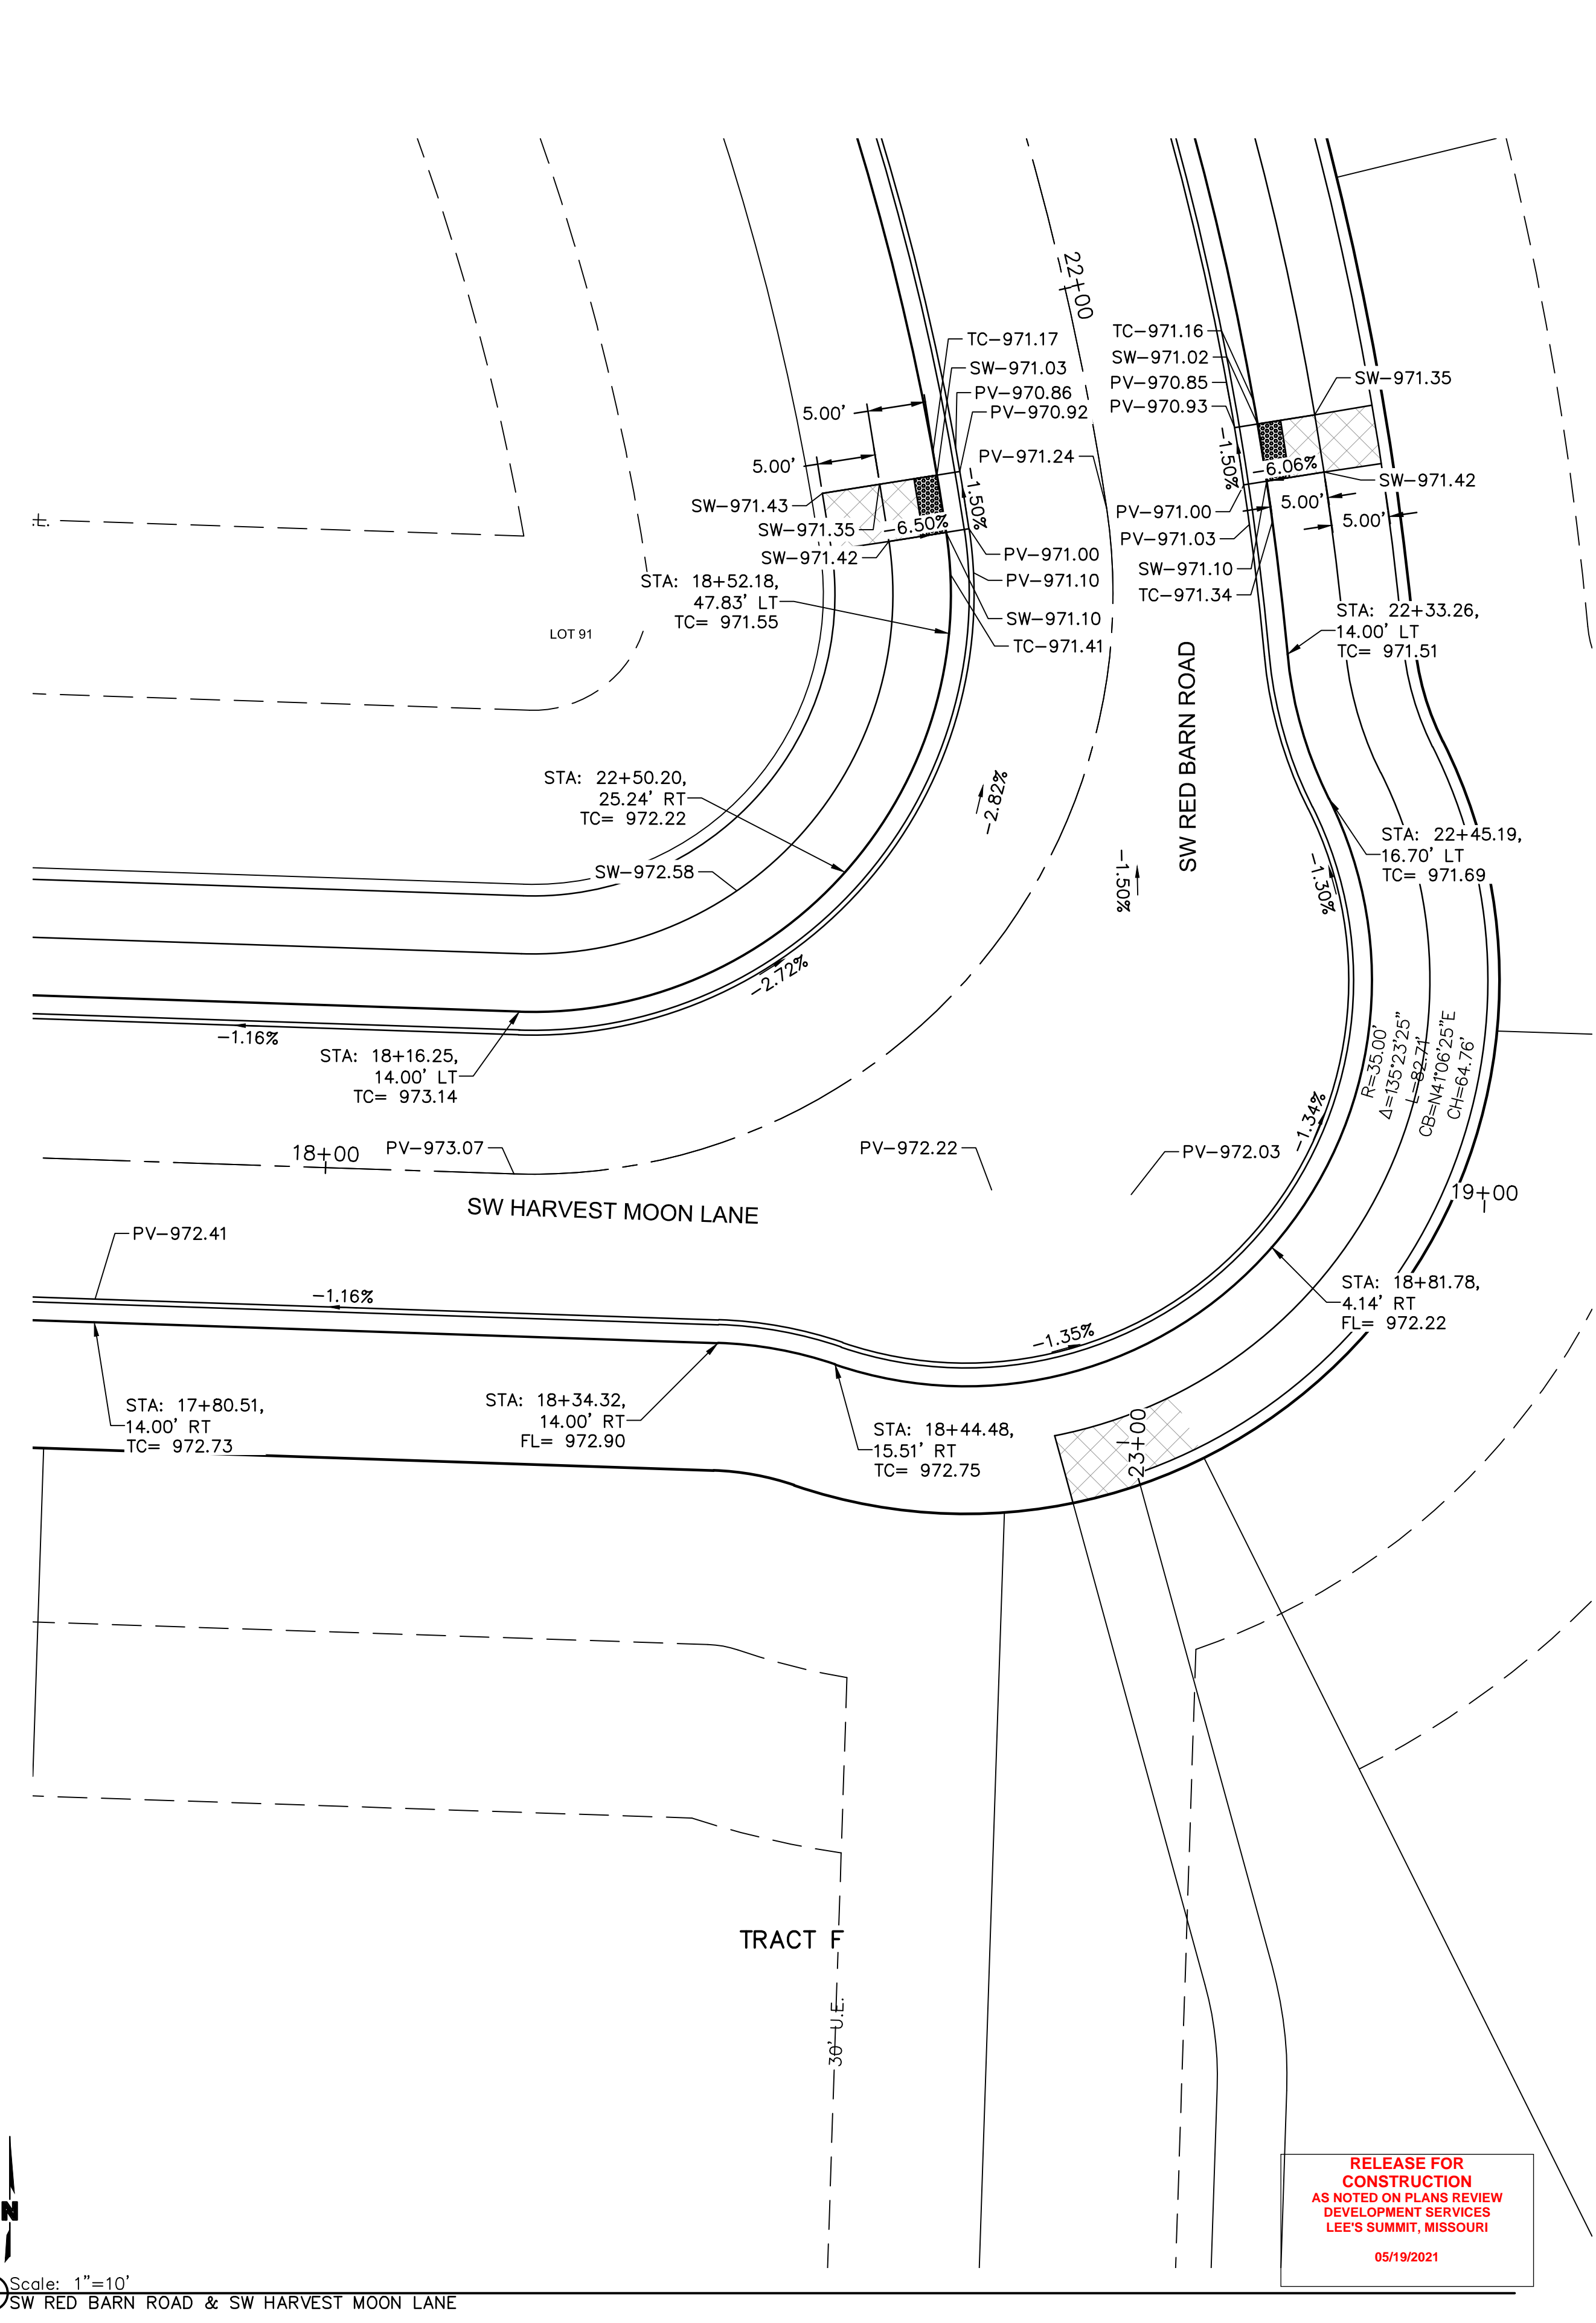 22+00
TC-971.17
SW-971.03
PV-970.86
PV-970.92
PV-971.24
TC-971.16
SW-971.02
PV-970.85
PV-970.93
SW-971.35
5.00'
5.00'
-1.50%
-1.50%
-6.06%
SW-971.42
SW-971.43
SW-971.35
-6.50%
SW-971.42
5.00'
5.00'
PV-971.00
PV-971.03
SW-971.10
TC-971.34
PV-971.00
PV-971.10
SW-971.10
TC-971.41
STA: 18+52.18,
47.83' LT
TC= 971.55
LOT 91
STA: 22+33.26,
14.00' LT
TC= 971.51
SW RED BARN ROAD
STA: 22+50.20,
25.24' RT
TC= 972.22
-2.82%
-1.50%
-1.30%
STA: 22+45.19,
16.70' LT
TC= 971.69
SW-972.58
-2.72%
-1.16%
STA: 18+16.25,
14.00' LT
TC= 973.14
R=35.00'
Δ=135°23'25"
L=82.71'
CB=N41°06'25"E
CH=64.76'
-1.34%
18+00
PV-973.07
PV-972.22
PV-972.03
19+00
SW HARVEST MOON LANE
PV-972.41
-1.16%
-1.35%
STA: 18+81.78,
4.14' RT
FL= 972.22
STA: 17+80.51,
14.00' RT
TC= 972.73
STA: 18+34.32,
14.00' RT
FL= 972.90
STA: 18+44.48,
15.51' RT
TC= 972.75
23+00
TRACT F
30' U.E.
N
RELEASE FOR
CONSTRUCTION
AS NOTED ON PLANS REVIEW
DEVELOPMENT SERVICES
LEE'S SUMMIT, MISSOURI
05/19/2021
Scale: 1"=10'
SW RED BARN ROAD & SW HARVEST MOON LANE